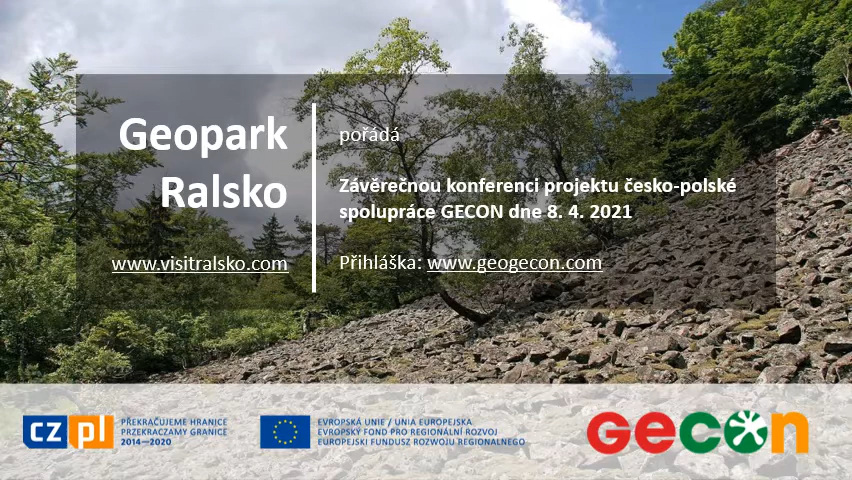 Geopark
Ralsko
www.visitralsko.com
pořádá
Závěrečnou konferenci projektu česko-polské
spolupráce GECON dne 8. 4. 2021
Přihláška: www.geogecon.com
cz pl
PŘEKRAČUJEME HRANICE
PRZEKRACZAMY GRANICE
2014—2020
EVROPSKÁ UNIE / UNIA EUROPEJSKA
EVROPSKÝ FOND PRO REGIONÁLNÍ ROZVOJ
EUROPEJSKI FUNDUSZ ROZWOJU REGIONALNEGO
Gecon